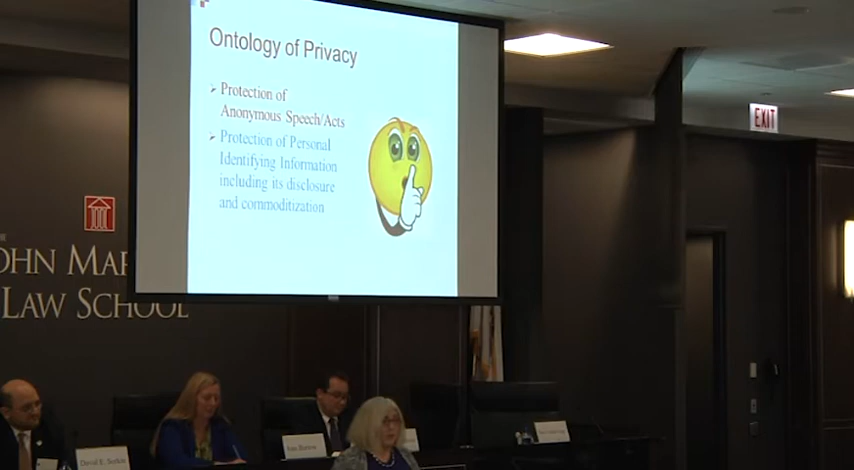 Ontology of Privacy
➢ Protection of
Anonymous Speech/Acts
➢ Protection of Personal
Identifying Information
including its disclosure
and commoditization
EXIT
OHN MAR
LAW SCHOOL
David E. Sorkin